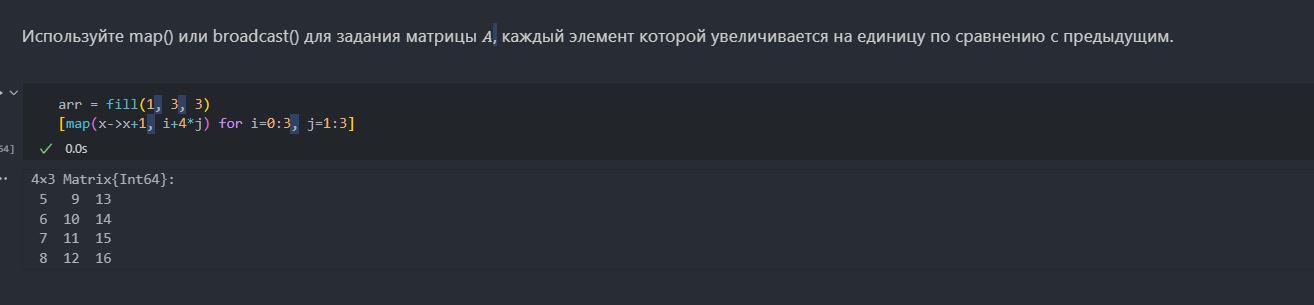 Используйте map() или broadcast() для задания матрицы A, каждый элемент которой увеличивается на единицу по сравнению с предыдущим.
arr = fill(1, 3, 3)
[map(x->x+1, i+4*j) for i=0:3, j=1:3]
64]
0.0s
4×3 Matrix{Int64}:
5 9 13
6 10 14
7 11 15
8 12 16